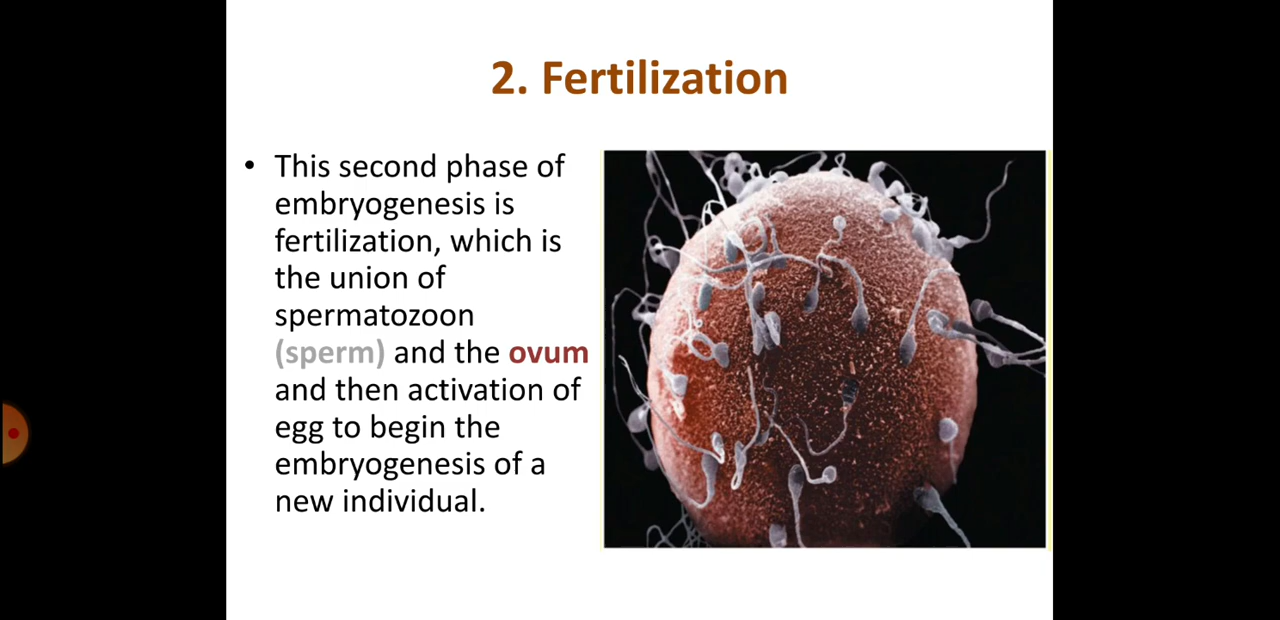 2. Fertilization
• This second phase of
embryogenesis is
fertilization, which is
the union of
spermatozoon
(sperm) and the ovum
and then activation of
egg to begin the
embryogenesis of a
new individual.